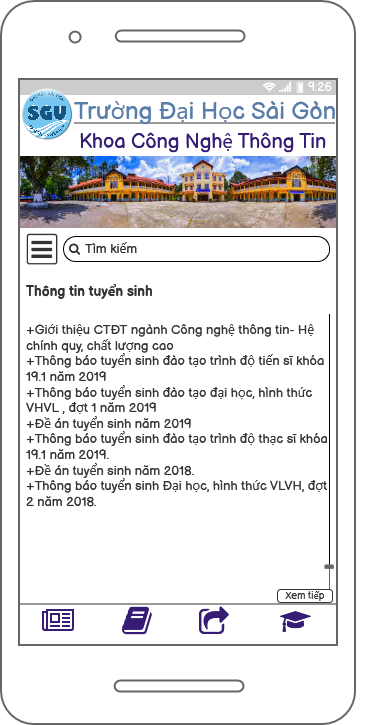 9:26
SGU
Trường Đại Học Sài Gòn
Khoa Công Nghệ Thông Tin
Tìm kiếm
Thông tin tuyển sinh
+Giới thiệu CTĐT ngành Công nghệ thông tin- Hệ
chính quy, chất lượng cao
+Thông báo tuyển sinh đào tạo trình độ tiến sĩ khóa
19.1 năm 2019
+Thông báo tuyển sinh đào tạo đại học, hình thức
VHVL , đợt 1 năm 2019
+Đề án tuyển sinh năm 2019
+Thông báo tuyển sinh đào tạo trình độ thạc sĩ khóa
19.1 năm 2019.
+Đề án tuyển sinh năm 2018.
+Thông báo tuyển sinh Đại học, hình thức VLVH, đợt
2 năm 2018.
Xem tiếp